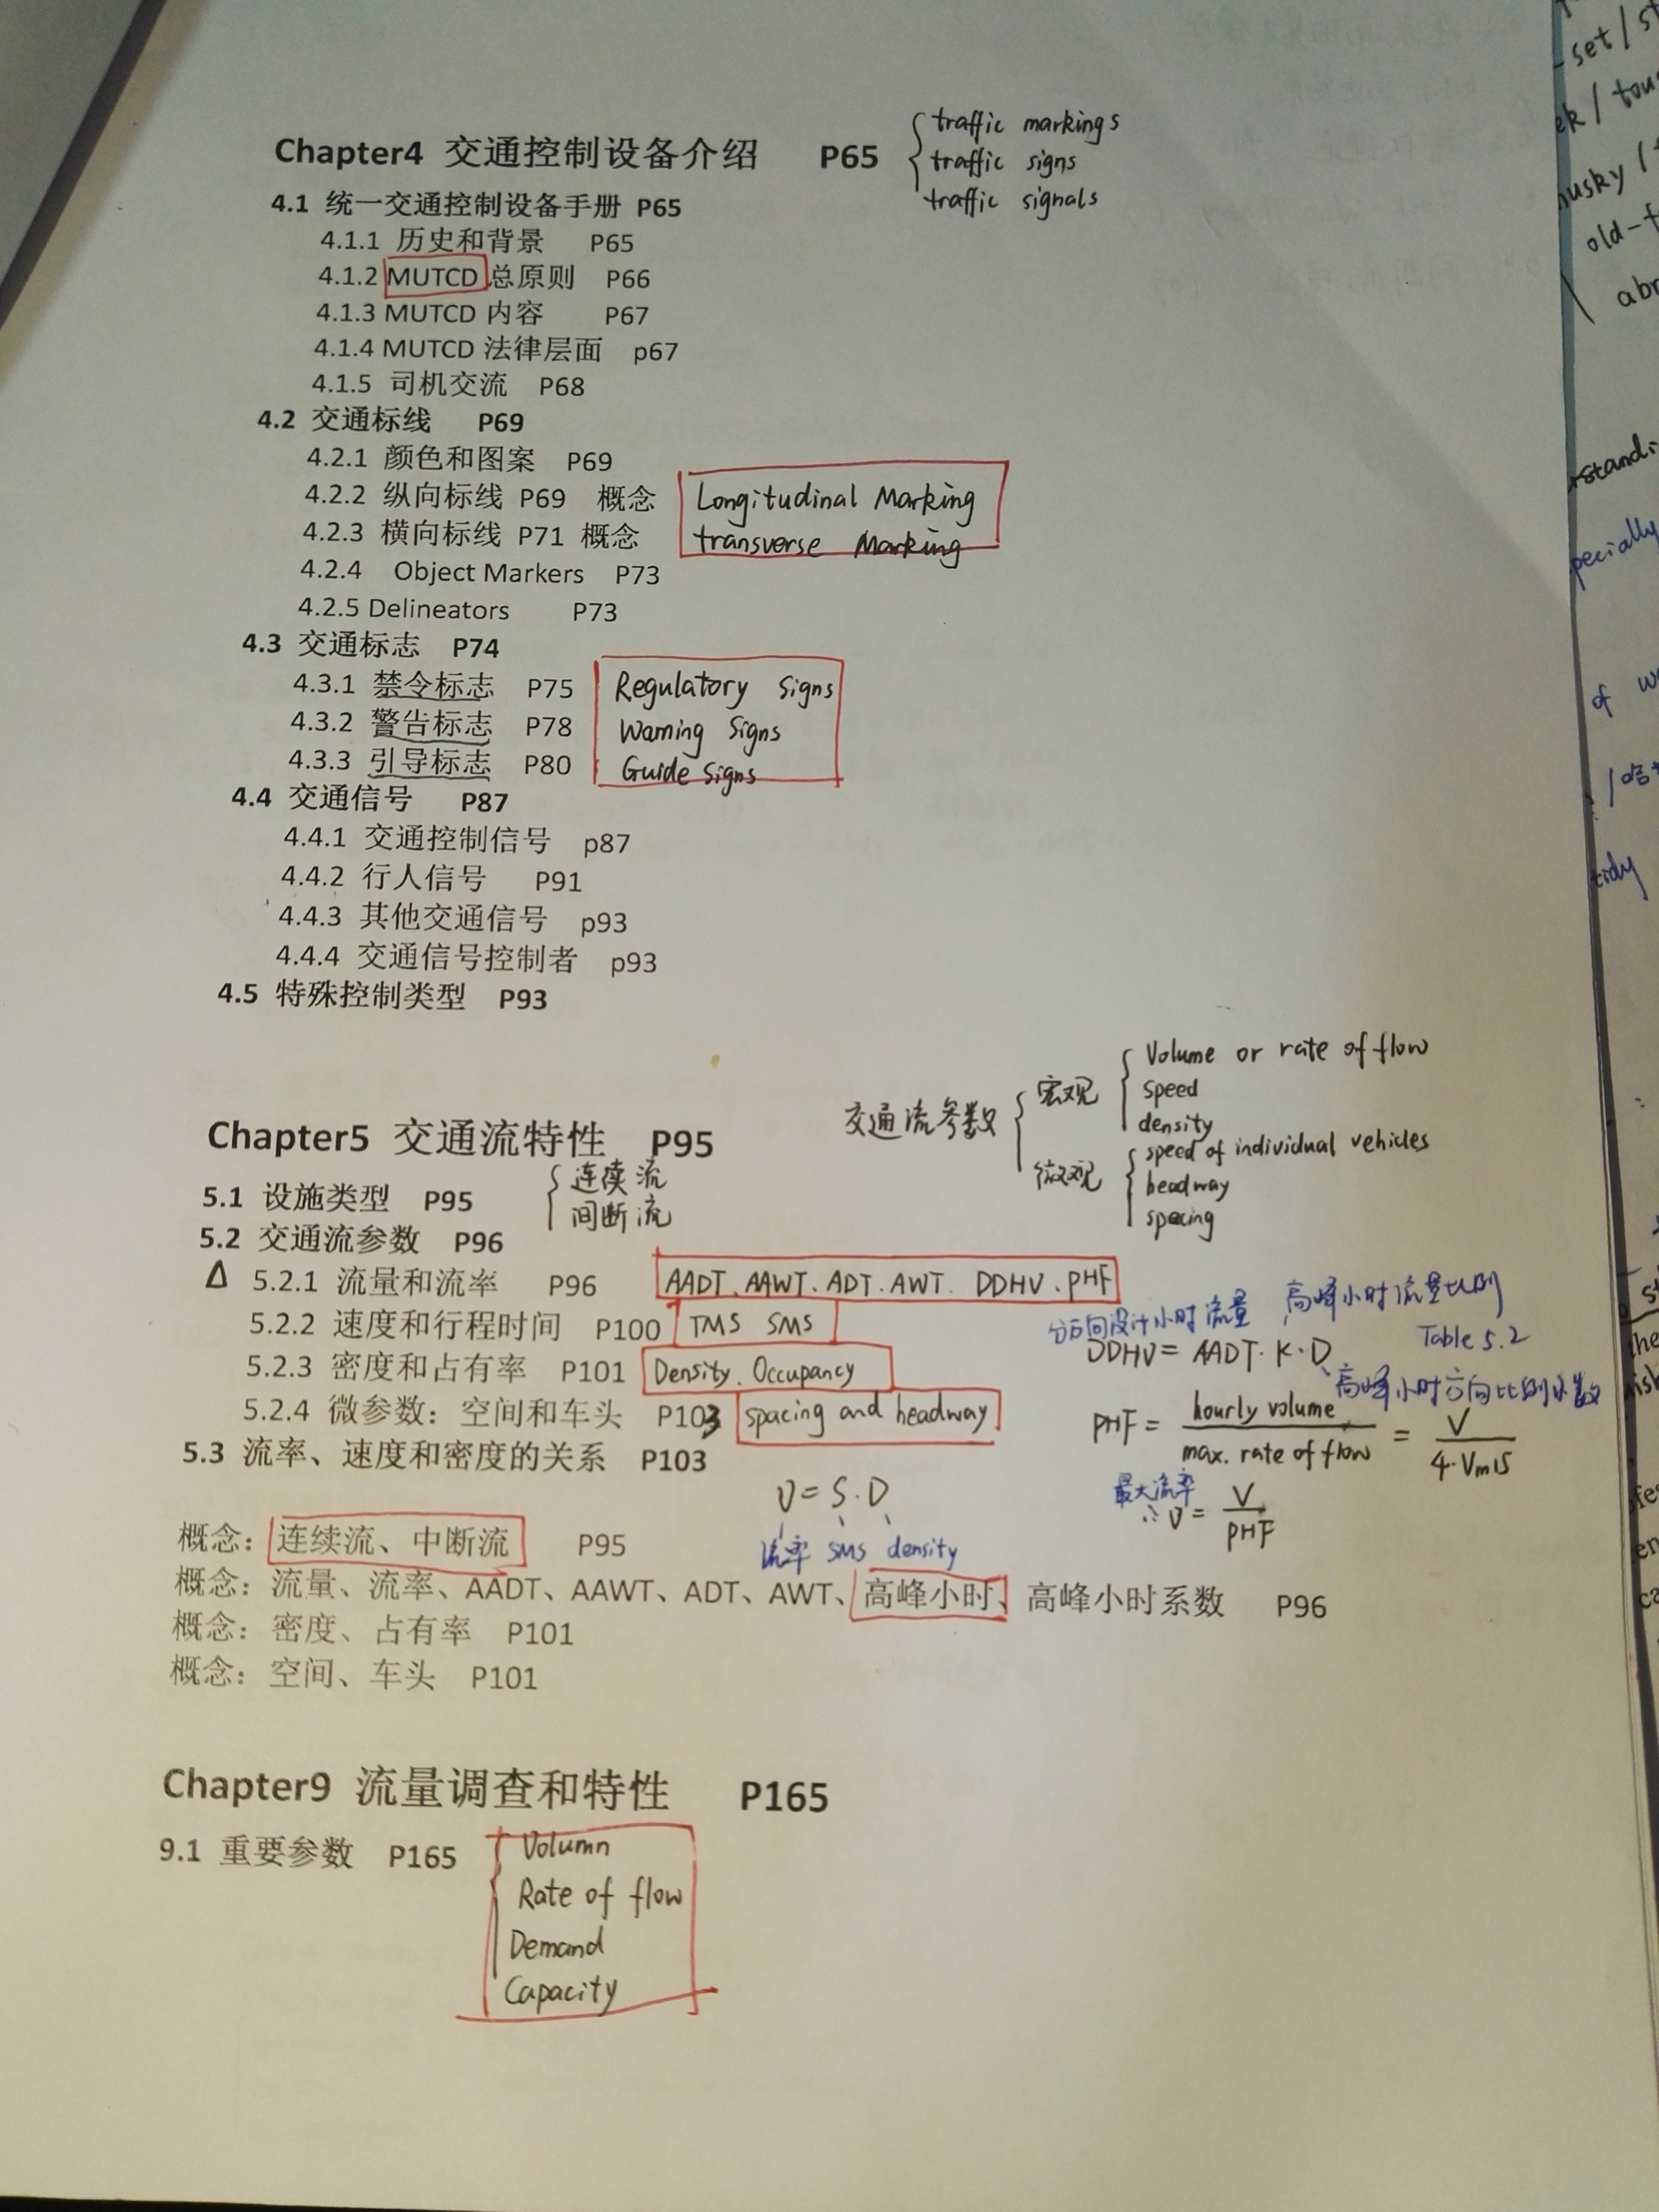 Chapter4 交通控制设备介绍 P65
traffic markings
traffic signs
traffic signals
4.1 统一交通控制设备手册 P65
4.1.1 历史和背景 P65
4.1.2 MUTCD 总原则 P66
4.1.3 MUTCD 内容 P67
4.1.4 MUTCD 法律层面 p67
4.1.5 司机交流 P68
4.2 交通标线 P69
4.2.1 颜色和图案 P69
4.2.2 纵向标线 P69 概念 Longitudinal Marking
4.2.3 横向标线 P71 概念 transverse Marking
4.2.4 Object Markers P73
4.2.5 Delineators P73
4.3 交通标志 P74
4.3.1 禁令标志 P75 Regulatory Signs
4.3.2 警告标志 P78 Warning Signs
4.3.3 引导标志 P80 Guide Signs
4.4 交通信号 P87
4.4.1 交通控制信号 p87
4.4.2 行人信号 P91
4.4.3 其他交通信号 p93
4.4.4 交通信号控制者 p93
4.5 特殊控制类型 P93
Chapter5 交通流特性 P95
交通流参数
宏观
Volume or rate of flow
speed
density
微观
speed of individual vehicles
headway
spacing
5.1 设施类型 P95
连续流
间断流
5.2 交通流参数 P96
Δ 5.2.1 流量和流率 P96 AADT、AAWT、ADT、AWT、DDHV、PHF
5.2.2 速度和行程时间 P100 TMS SMS
5.2.3 密度和占有率 P101 Density、Occupancy
5.2.4 微参数：空间和车头 P103 spacing and headway
5.3 流率、速度和密度的关系 P103
分方向设计小时流量 高峰小时流量比例
DDHV = AADT·K·D Table 5.2
高峰小时方向比例系数
PHF = hourly volume / max. rate of flow = V / 4·Vm15
最大流率
∴ v = V / PHF
v = S·D
流率 SMS density
概念：连续流、中断流 P95
概念：流量、流率、AADT、AAWT、ADT、AWT、高峰小时、高峰小时系数 P96
概念：密度、占有率 P101
概念：空间、车头 P101
Chapter9 流量调查和特性 P165
9.1 重要参数 P165
Volumn
Rate of flow
Demand
Capacity
old-f
of
tidy